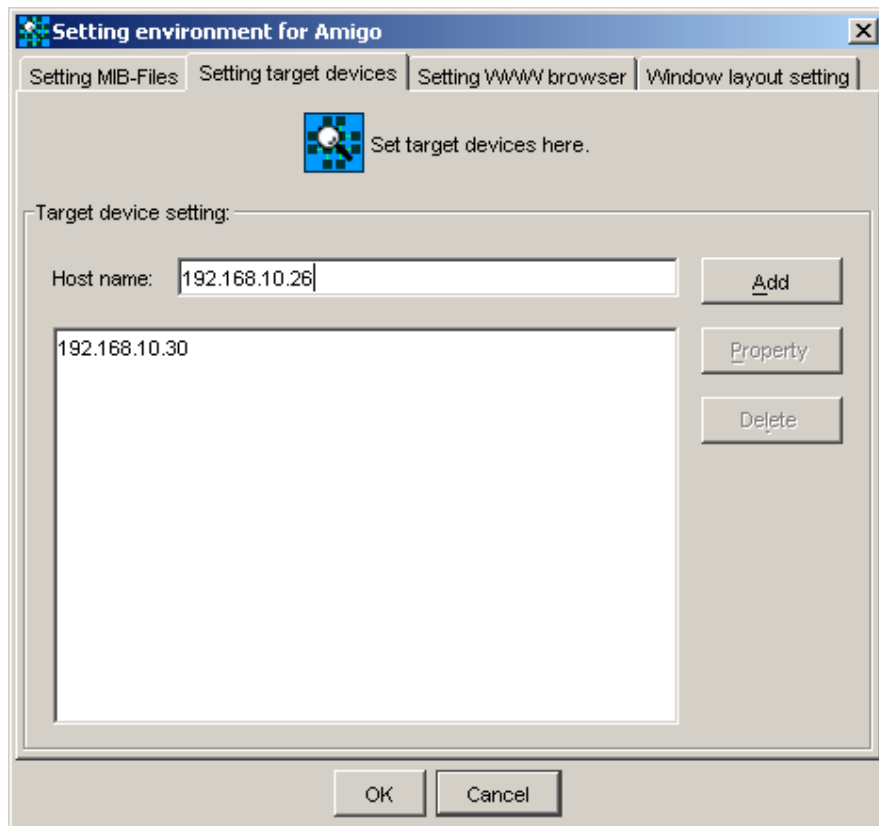 Setting environment for Amigo
Setting MIB-Files Setting target devices Setting WWW browser Window layout setting
Set target devices here.
Target device setting:
Host name: 192.168.10.26 Add
192.168.10.30
Property
Delete
OK Cancel